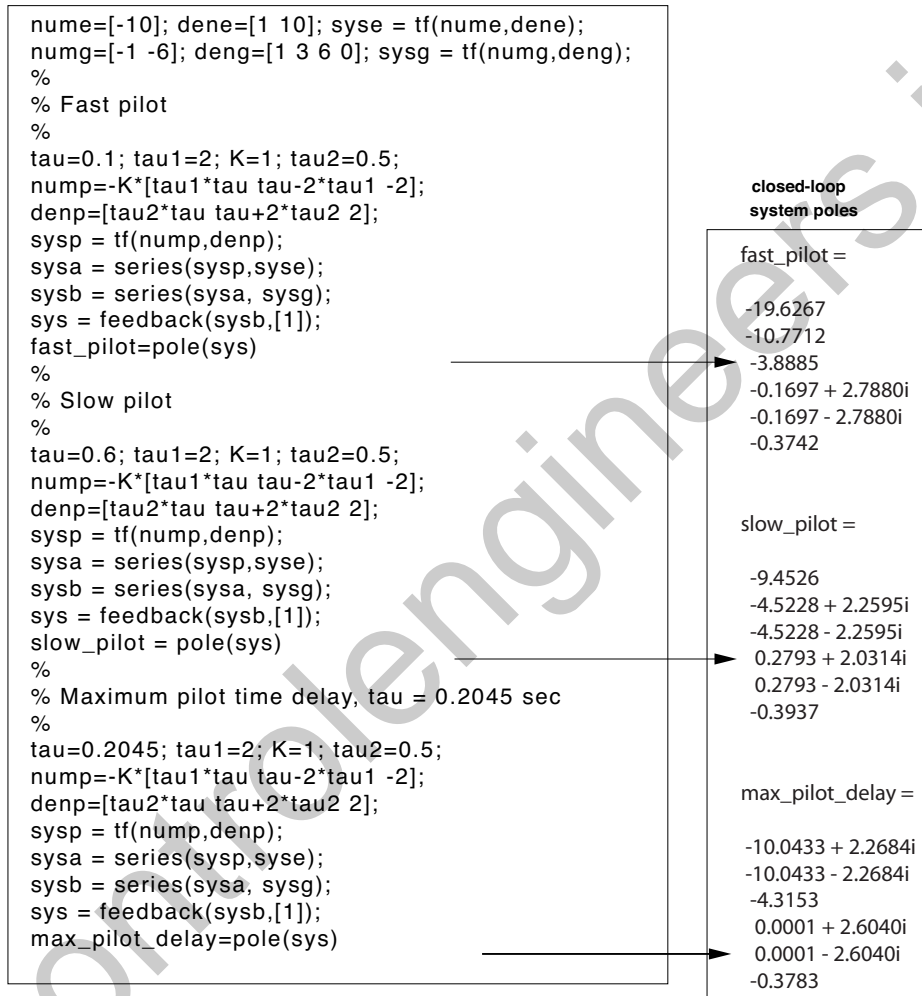 nume=[-10]; dene=[1 10]; syse = tf(nume,dene);
numg=[-1 -6]; deng=[1 3 6 0]; sysg = tf(numg,deng);
%
% Fast pilot
%
tau=0.1; tau1=2; K=1; tau2=0.5;
nump=-K*[tau1*tau tau-2*tau1 -2];
denp=[tau2*tau tau+2*tau2 2];
sysp = tf(nump,denp);
sysa = series(sysp,syse);
sysb = series(sysa, sysg);
sys = feedback(sysb,[1]);
fast_pilot=pole(sys)
%
% Slow pilot
%
tau=0.6; tau1=2; K=1; tau2=0.5;
nump=-K*[tau1*tau tau-2*tau1 -2];
denp=[tau2*tau tau+2*tau2 2];
sysp = tf(nump,denp);
sysa = series(sysp,syse);
sysb = series(sysa, sysg);
sys = feedback(sysb,[1]);
slow_pilot = pole(sys)
%
% Maximum pilot time delay, tau = 0.2045 sec
%
tau=0.2045; tau1=2; K=1; tau2=0.5;
nump=-K*[tau1*tau tau-2*tau1 -2];
denp=[tau2*tau tau+2*tau2 2];
sysp = tf(nump,denp);
sysa = series(sysp,syse);
sysb = series(sysa, sysg);
sys = feedback(sysb,[1]);
max_pilot_delay=pole(sys)
closed-loop
system poles
fast_pilot =
-19.6267
-10.7712
-3.8885
-0.1697 + 2.7880i
-0.1697 - 2.7880i
-0.3742
slow_pilot =
-9.4526
-4.5228 + 2.2595i
-4.5228 - 2.2595i
0.2793 + 2.0314i
0.2793 - 2.0314i
-0.3937
max_pilot_delay =
-10.0433 + 2.2684i
-10.0433 - 2.2684i
-4.3153
0.0001 + 2.6040i
0.0001 - 2.6040i
-0.3783
ontrolengineers.i